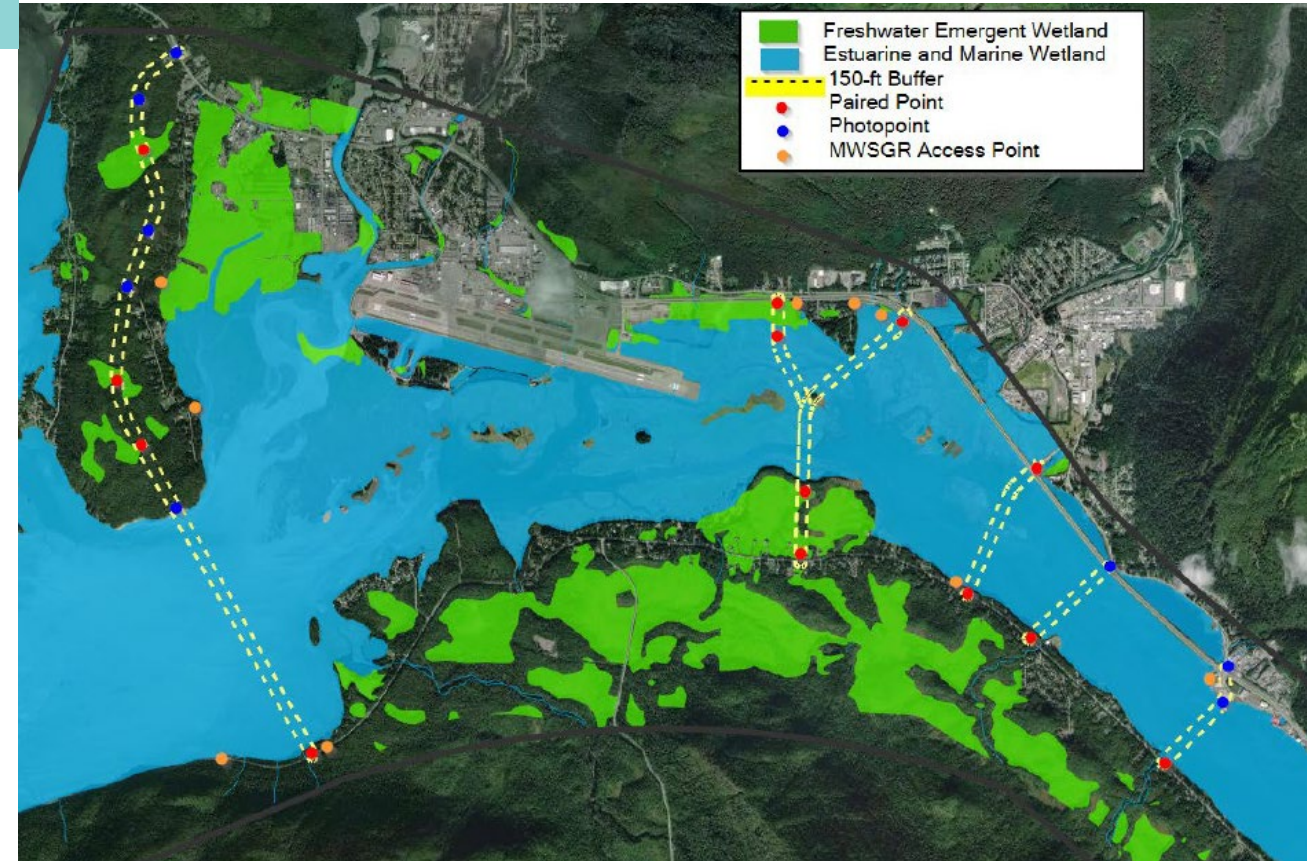 Freshwater Emergent Wetland
Estuarine and Marine Wetland
150-ft Buffer
Paired Point
Photopoint
MWSGR Access Point